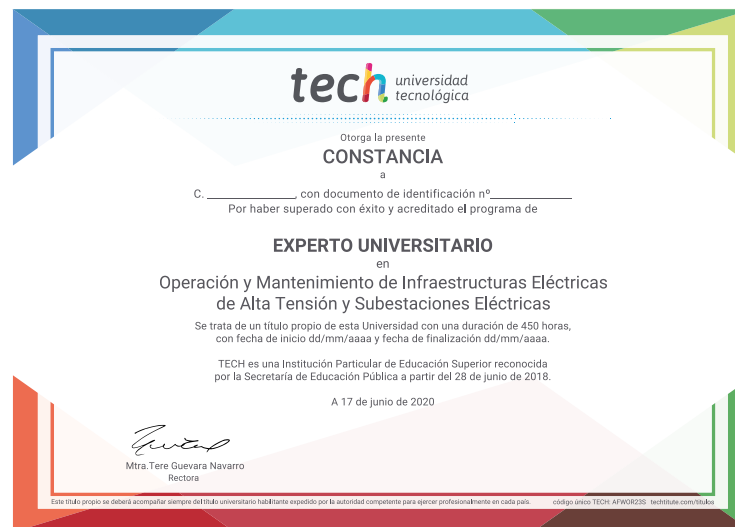 tech universidad
tecnológica
Otorga la presente
CONSTANCIA
a
C. ________________, con documento de identificación nº______________
Por haber superado con éxito y acreditado el programa de
EXPERTO UNIVERSITARIO
en
Operación y Mantenimiento de Infraestructuras Eléctricas
de Alta Tensión y Subestaciones Eléctricas
Se trata de un título propio de esta Universidad con una duración de 450 horas,
con fecha de inicio dd/mm/aaaa y fecha de finalización dd/mm/aaaa.
TECH es una Institución Particular de Educación Superior reconocida
por la Secretaría de Educación Pública a partir del 28 de junio de 2018.
A 17 de junio de 2020
Mtra.Tere Guevara Navarro
Rectora
Este título propio se deberá acompañar siempre del título universitario habilitante expedido por la autoridad competente para ejercer profesionalmente en cada país. código único TECH: AFWOR23S techtitute.com/titulos